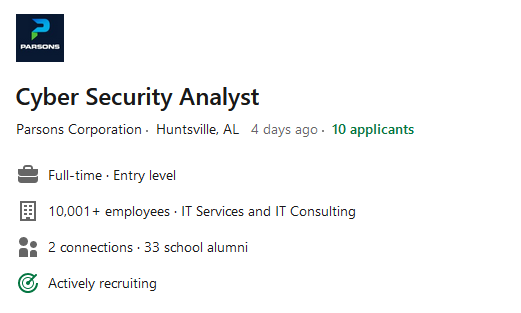 PARSONS
Cyber Security Analyst
Parsons Corporation · Huntsville, AL 4 days ago · 10 applicants
Full-time · Entry level
10,001+ employees · IT Services and IT Consulting
2 connections · 33 school alumni
Actively recruiting